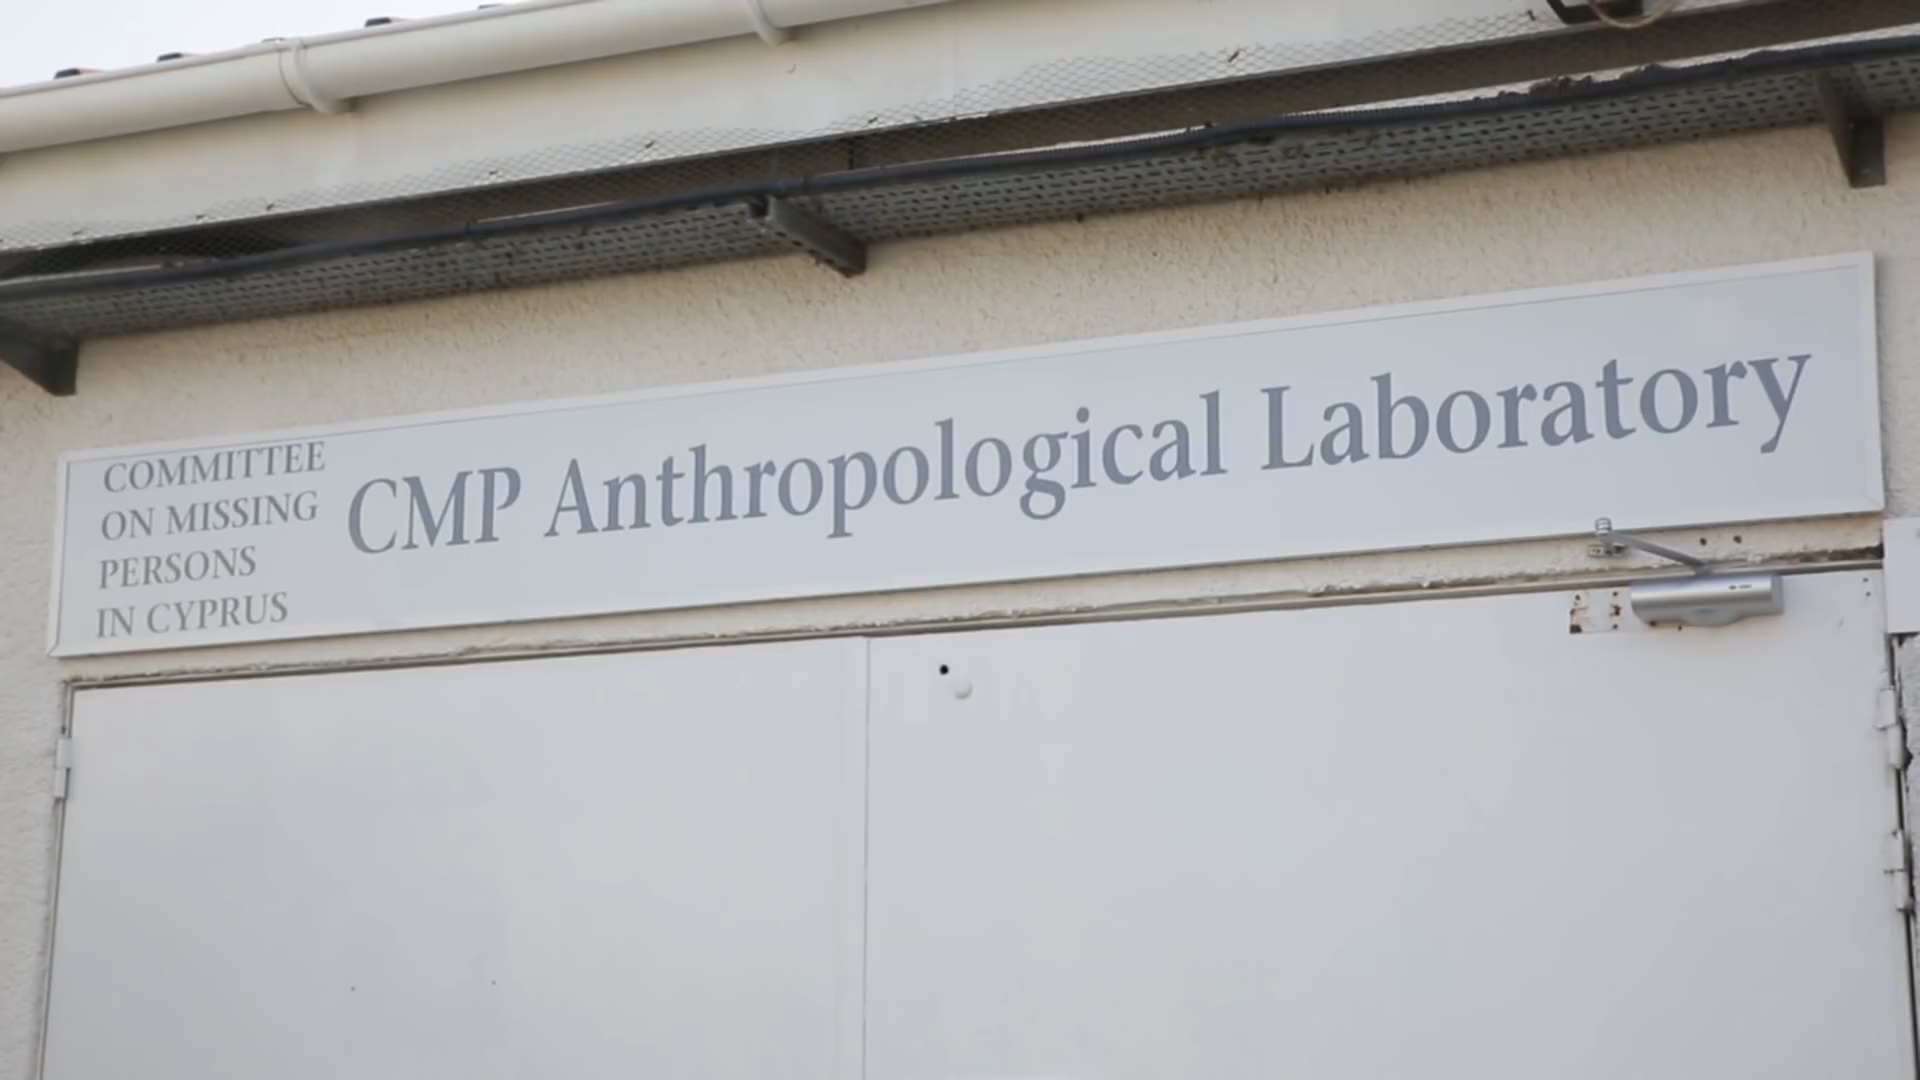 COMMITTEE
ON MISSING
PERSONS
IN CYPRUS
CMP Anthropological Laboratory